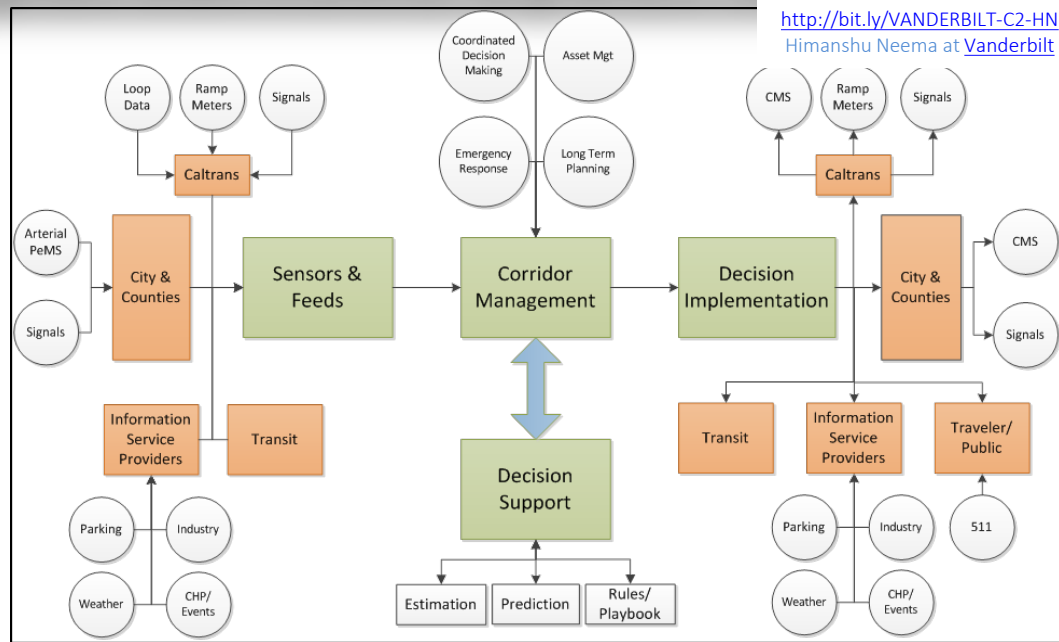 http://bit.ly/VANDERBILT-C2-HN
Himanshu Neema at Vanderbilt
Coordinated
Decision
Making
Asset Mgt
Emergency
Response
Long Term
Planning
Loop
Data
Ramp
Meters
Signals
Caltrans
Arterial
PeMS
Signals
City &
Counties
Sensors &
Feeds
Corridor
Management
Decision
Implementation
CMS
Ramp
Meters
Signals
Caltrans
City &
Counties
CMS
Signals
Information
Service
Providers
Transit
Parking
Industry
Weather
CHP/
Events
Decision
Support
Estimation
Prediction
Rules/
Playbook
Transit
Information
Service
Providers
Traveler/
Public
Parking
Industry
511
Weather
CHP/
Events